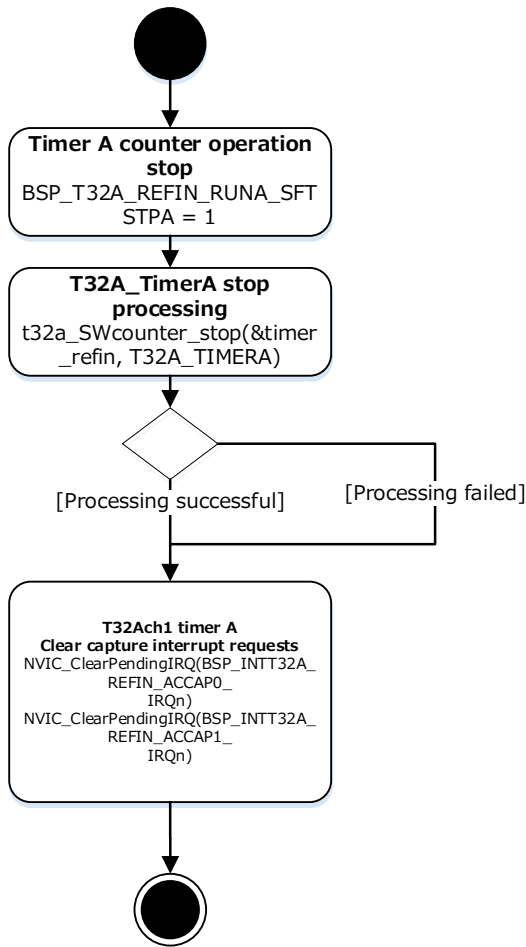 Timer A counter operation
stop
BSP_T32A_REFIN_RUNA_SFT
STPA = 1
T32A_TimerA stop
processing
t32a_SWcounter_stop(&timer
_refin, T32A_TIMERA)
[Processing successful]
[Processing failed]
T32Ach1 timer A
Clear capture interrupt requests
NVIC_ClearPendingIRQ(BSP_INTT32A_
REFIN_ACCAP0_
IRQn)
NVIC_ClearPendingIRQ(BSP_INTT32A_
REFIN_ACCAP1_
IRQn)